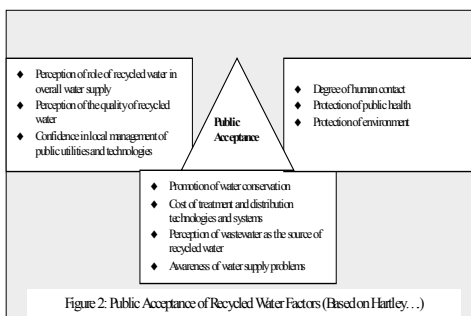 ♦ Perception of role of recycled water in
overall water supply
♦ Perception of the quality of recycled
water
♦ Confidence in local management of
public utilities and technologies
Public
Acceptance
♦ Degree of human contact
♦ Protection of public health
♦ Protection of environment
♦ Promotion of water conservation
♦ Cost of treatment and distribution
technologies and systems
♦ Perception of wastewater as the source of
recycled water
♦ Awareness of water supply problems
Figure 2: Public Acceptance of Recycled Water Factors (Based on Hartley…)